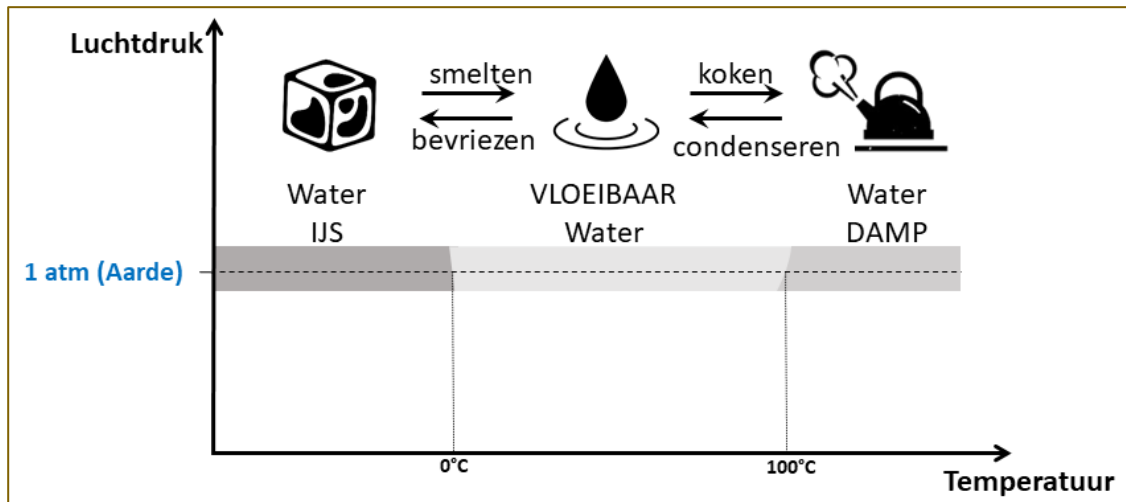 Luchtdruk
smelten
koken
bevriezen
condenseren
Water
IJS
VLOEIBAAR
Water
Water
DAMP
1 atm (Aarde)
0°C
100°C
Temperatuur